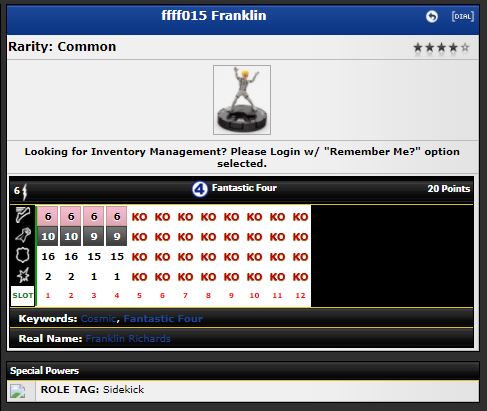 ffff015 Franklin
[DIAL]
Rarity: Common
Looking for Inventory Management? Please Login w/ "Remember Me?" option
selected.
6
4 Fantastic Four
20 Points
6 6 6 6 KO KO KO KO KO KO KO KO
10 10 9 9 KO KO KO KO KO KO KO KO
16 16 15 15 KO KO KO KO KO KO KO KO
2 2 1 1 KO KO KO KO KO KO KO KO
SLOT 1 2 3 4 5 6 7 8 9 10 11 12
Keywords: Cosmic, Fantastic Four
Real Name: Franklin Richards
Special Powers
ROLE TAG: Sidekick